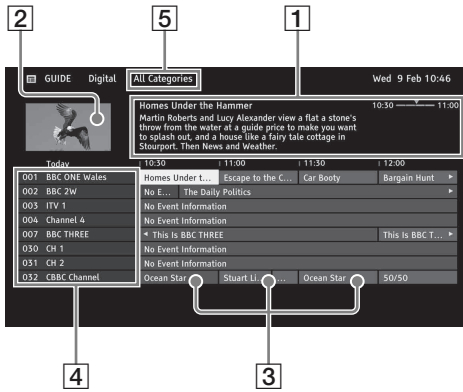 2
5
1
GUIDE Digital All Categories Wed 9 Feb 10:46
Homes Under the Hammer 10:30 11:00
Martin Roberts and Lucy Alexander view a flat a stone's
throw from the water at a guide price to make you want
to splash out, and a house like a fairy tale cottage in
Stourport. Then News and Weather.
Today 10:30 11:00 11:30 12:00
001 BBC ONE Wales Homes Under t... Escape to the C... Car Booty Bargain Hunt
002 BBC 2W No E... The Daily Politics
003 ITV 1 No Event Information
004 Channel 4 No Event Information
007 BBC THREE This Is BBC THREE This Is BBC T...
030 CH 1 No Event Information
031 CH 2 No Event Information
032 CBBC Channel Ocean Star Stuart Li... ... Ocean Star 50/50
4
3